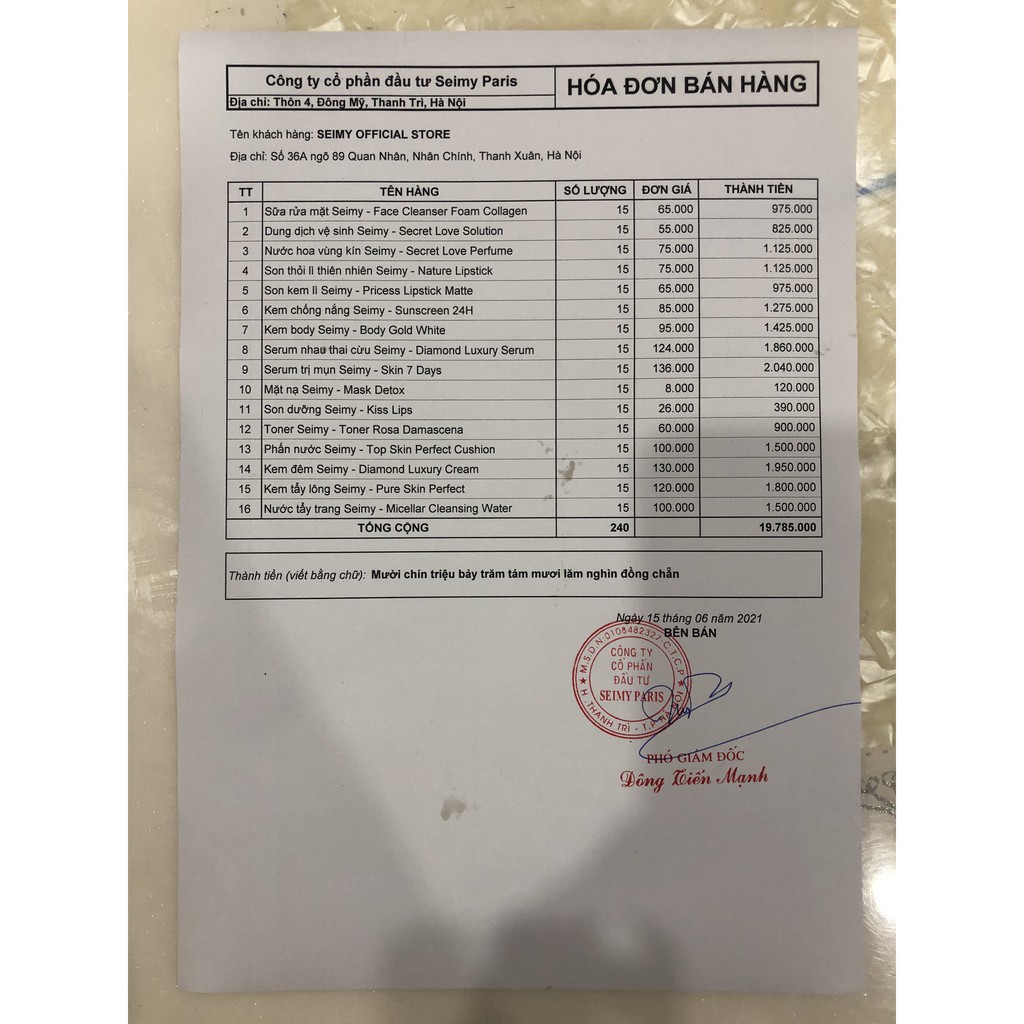 Công ty cổ phần đầu tư Seimy Paris
Địa chỉ: Thôn 4, Đông Mỹ, Thanh Trì, Hà Nội
HÓA ĐƠN BÁN HÀNG
Tên khách hàng: SEIMY OFFICIAL STORE
Địa chỉ: Số 36A ngõ 89 Quan Nhân, Nhân Chính, Thanh Xuân, Hà Nội
TT TÊN HÀNG SỐ LƯỢNG ĐƠN GIÁ THÀNH TIỀN
1 Sữa rửa mặt Seimy - Face Cleanser Foam Collagen 15 65.000 975.000
2 Dung dịch vệ sinh Seimy - Secret Love Solution 15 55.000 825.000
3 Nước hoa vùng kín Seimy - Secret Love Perfume 15 75.000 1.125.000
4 Son thỏi lì thiên nhiên Seimy - Nature Lipstick 15 75.000 1.125.000
5 Son kem lì Seimy - Pricess Lipstick Matte 15 65.000 975.000
6 Kem chống nắng Seimy - Sunscreen 24H 15 85.000 1.275.000
7 Kem body Seimy - Body Gold White 15 95.000 1.425.000
8 Serum nhau thai cừu Seimy - Diamond Luxury Serum 15 124.000 1.860.000
9 Serum trị mụn Seimy - Skin 7 Days 15 136.000 2.040.000
10 Mặt nạ Seimy - Mask Detox 15 8.000 120.000
11 Son dưỡng Seimy - Kiss Lips 15 26.000 390.000
12 Toner Seimy - Toner Rosa Damascena 15 60.000 900.000
13 Phấn nước Seimy - Top Skin Perfect Cushion 15 100.000 1.500.000
14 Kem đêm Seimy - Diamond Luxury Cream 15 130.000 1.950.000
15 Kem tẩy lông Seimy - Pure Skin Perfect 15 120.000 1.800.000
16 Nước tẩy trang Seimy - Micellar Cleansing Water 15 100.000 1.500.000
TỔNG CỘNG 240 19.785.000
Thành tiền (viết bằng chữ): Mười chín triệu bảy trăm tám mươi lăm nghìn đồng chẵn
Ngày 15 tháng 06 năm 2021
BÊN BÁN
M.S.D.N:0108482327-C.T.C.P
CÔNG TY
CỔ PHẦN
ĐẦU TƯ
SEIMY PARIS
H. THANH TRÌ - T.P HÀ NỘI
PHÓ GIÁM ĐỐC
Đông Tiến Mạnh